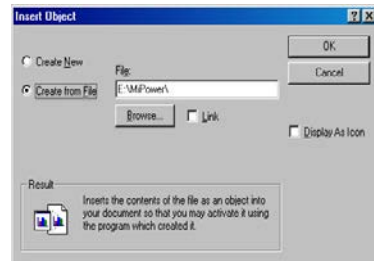 Insert Object
OK
Create New
File:
Cancel
Create from File
E:\MiPower\
Browse...
Link
Display As Icon
Result
Inserts the contents of the file as an object into
your document so that you may activate it using
the program which created it.